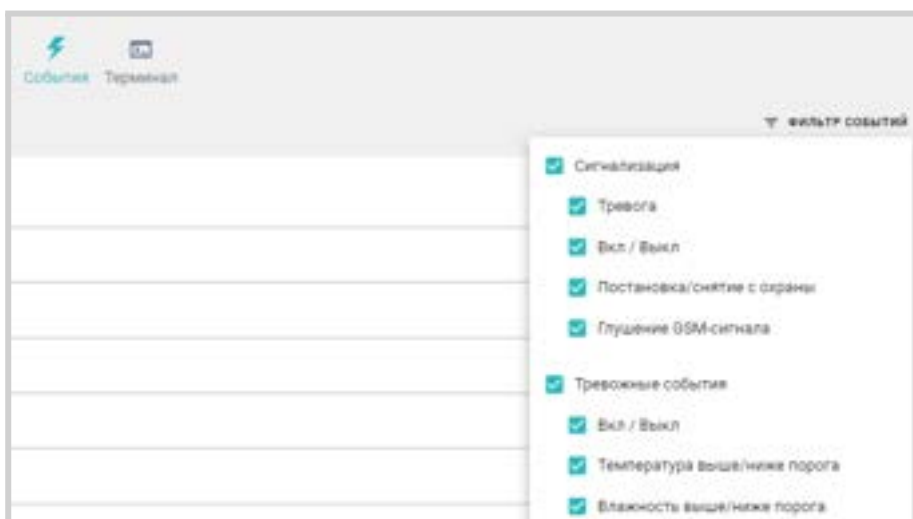 События Терминал
ФИЛЬТР СОБЫТИЙ
Сигнализация
Тревога
Вкл / Выкл
Постановка/снятие с охраны
Глушение GSM-сигнала
Тревожные события
Вкл / Выкл
Температура выше/ниже порога
Влажность выше/ниже порога